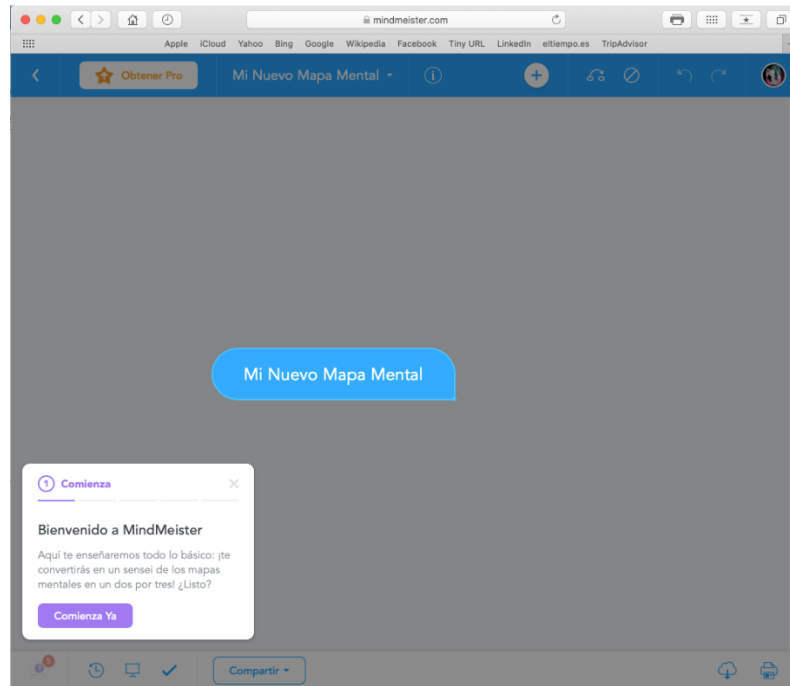 mindmeister.com
Apple iCloud Yahoo Bing Google Wikipedia Facebook Tiny URL LinkedIn eltiempo.es TripAdvisor
Obtener Pro Mi Nuevo Mapa Mental
Mi Nuevo Mapa Mental
1 Comienza
Bienvenido a MindMeister
Aquí te enseñaremos todo lo básico: ¡te
convertirás en un sensei de los mapas
mentales en un dos por tres! ¿Listo?
Comienza Ya
Compartir